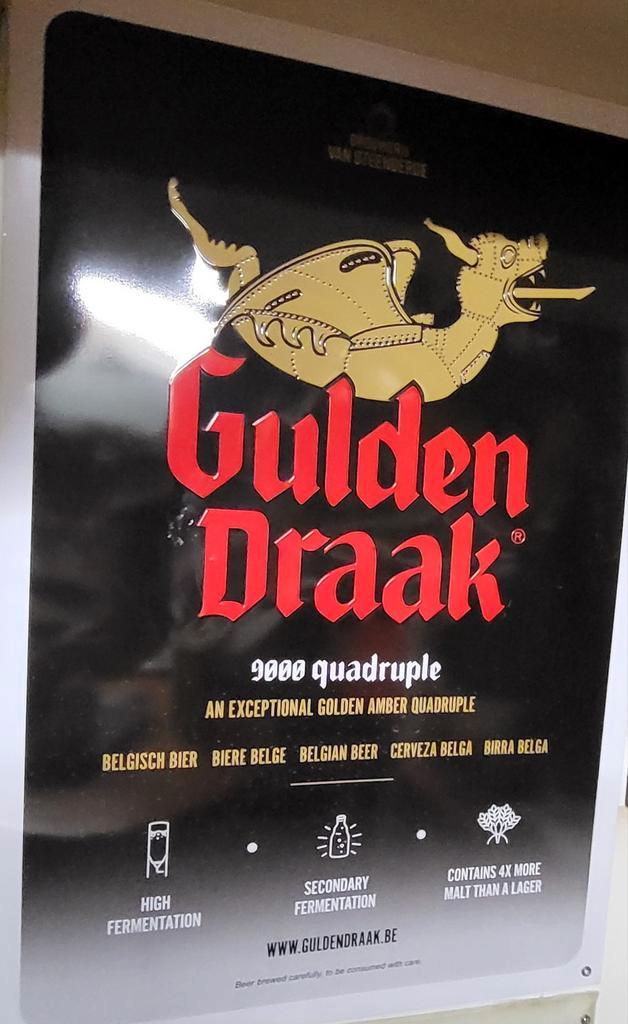 BROUWERIJ
VAN STEENBERGE
Gulden
Draak®
9000 quadruple
AN EXCEPTIONAL GOLDEN AMBER QUADRUPLE
BELGISCH BIER BIERE BELGE BELGIAN BEER CERVEZA BELGA BIRRA BELGA
HIGH
FERMENTATION
SECONDARY
FERMENTATION
CONTAINS 4X MORE
MALT THAN A LAGER
WWW.GULDENDRAAK.BE
Beer brewed carefully, to be consumed with care.